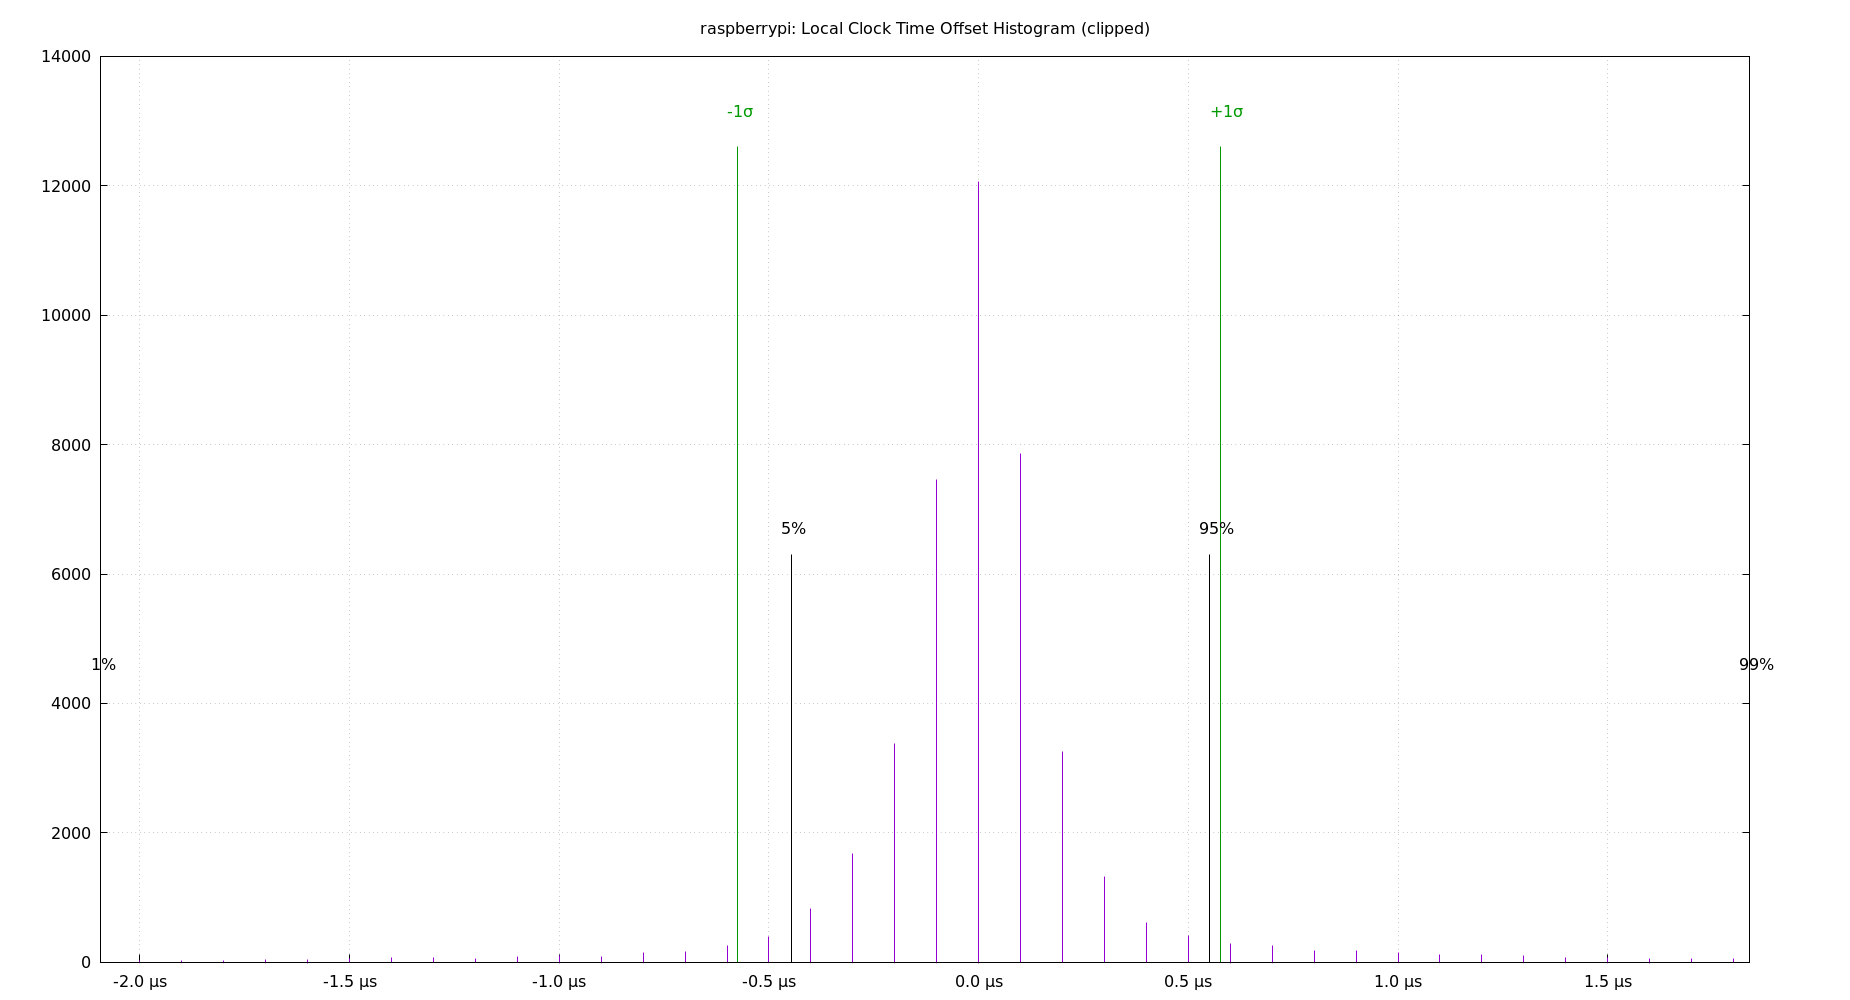 raspberrypi: Local Clock Time Offset Histogram (clipped)
14000
-1σ
+1σ
12000
10000
8000
5%
95%
6000
1%
99%
4000
2000
0
-2.0 µs
-1.5 µs
-1.0 µs
-0.5 µs
0.0 µs
0.5 µs
1.0 µs
1.5 µs